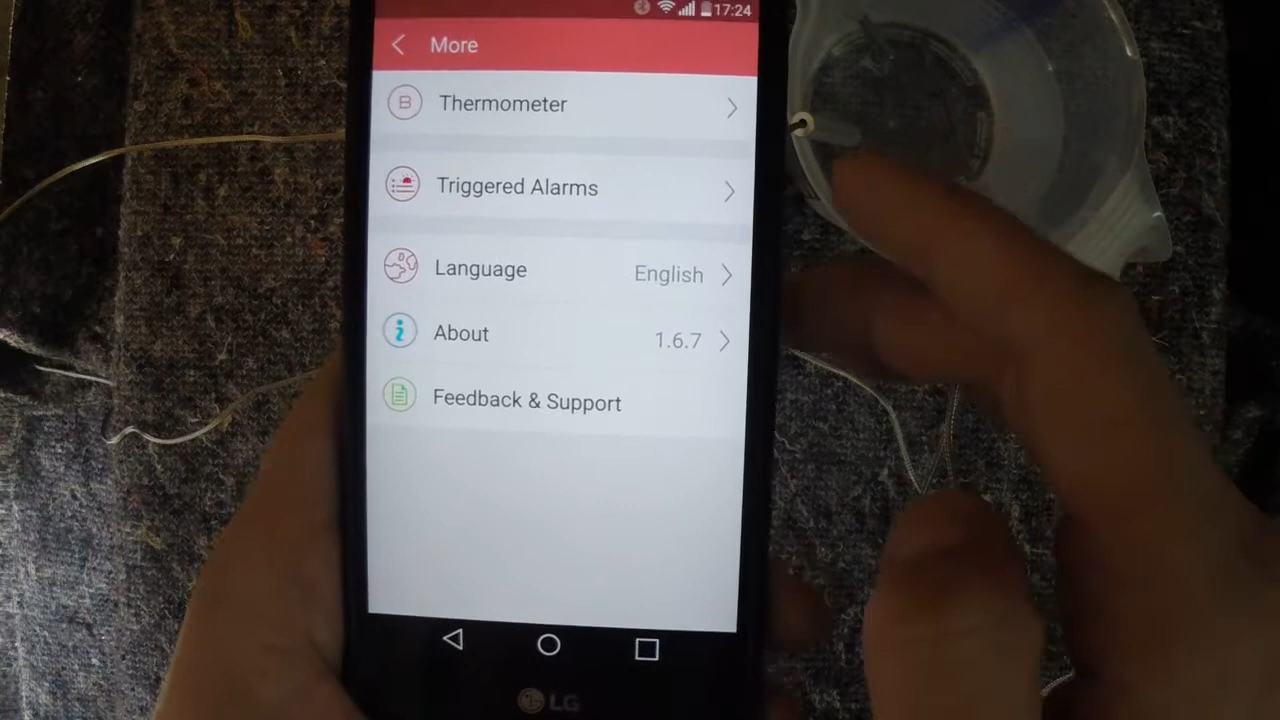 17:24
More
B Thermometer
Triggered Alarms
Language English
i About 1.6.7
Feedback & Support
LG